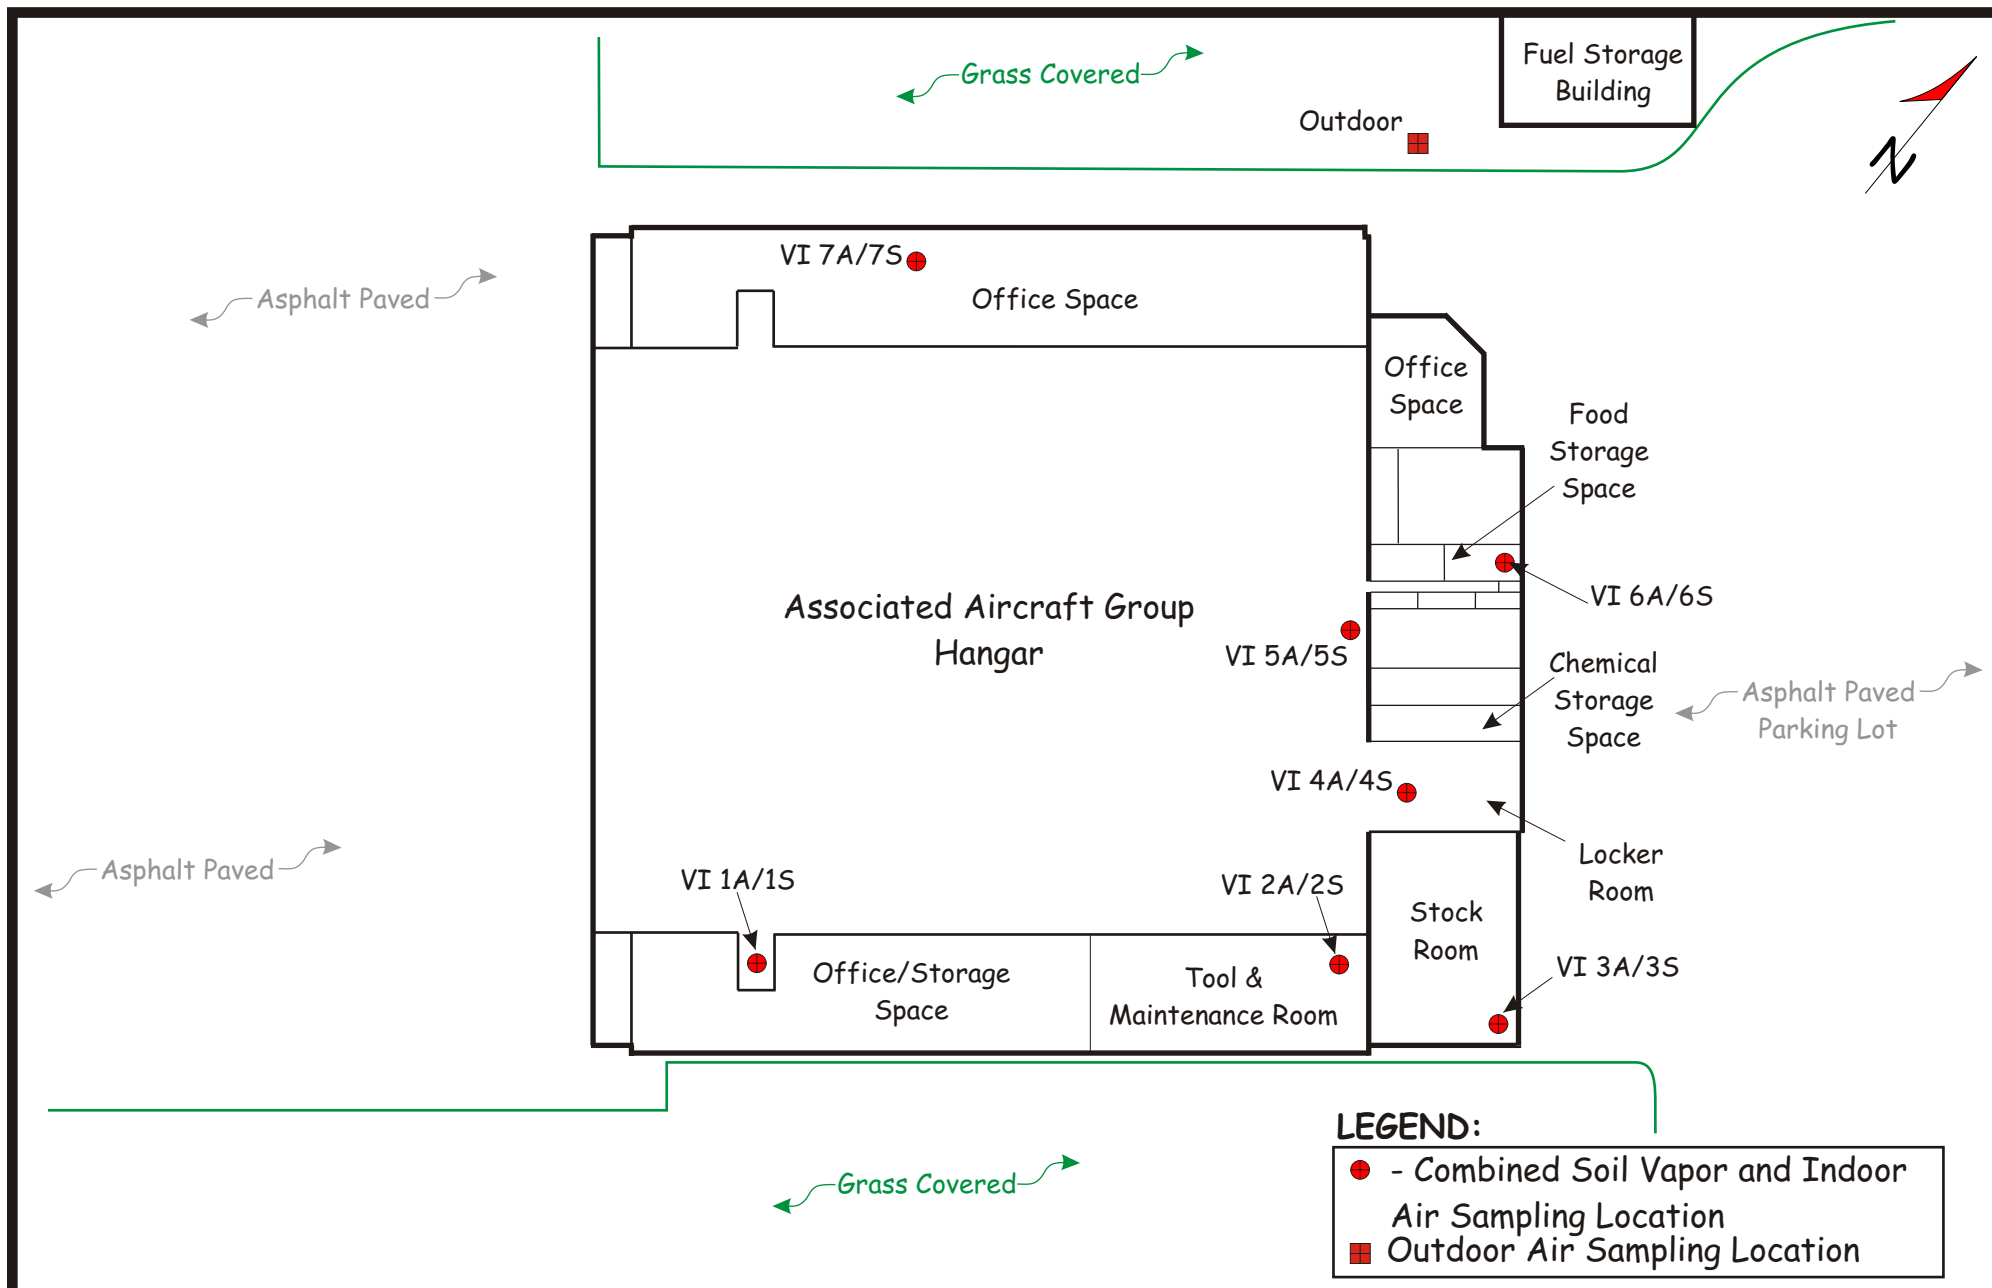 Grass Covered
Fuel Storage
Building
Outdoor
N
VI 7A/7S
Office Space
Asphalt Paved
Office
Space
Food
Storage
Space
VI 6A/6S
Associated Aircraft Group
Hangar
VI 5A/5S
Chemical
Storage
Space
Asphalt Paved
Parking Lot
VI 4A/4S
Locker
Room
Asphalt Paved
VI 1A/1S
VI 2A/2S
Stock
Room
Office/Storage
Space
Tool &
Maintenance Room
VI 3A/3S
Grass Covered
LEGEND:
- Combined Soil Vapor and Indoor
Air Sampling Location
Outdoor Air Sampling Location